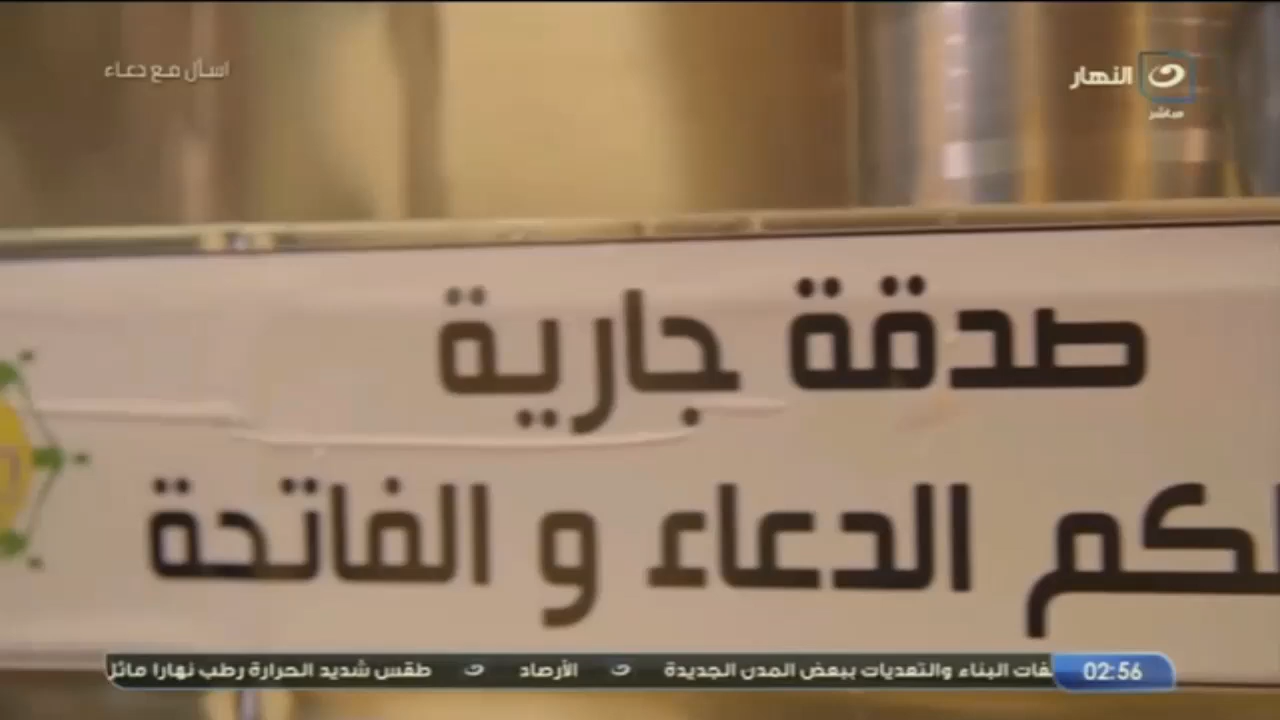 اسأل مع دعاء
النهار
مباشر
صدقة جارية
لكم الدعاء و الفاتحة
02:56
البناء والتعديات ببعض المدن الجديدة الأرصاد طقس شديد الحرارة رطب نهارا مائل